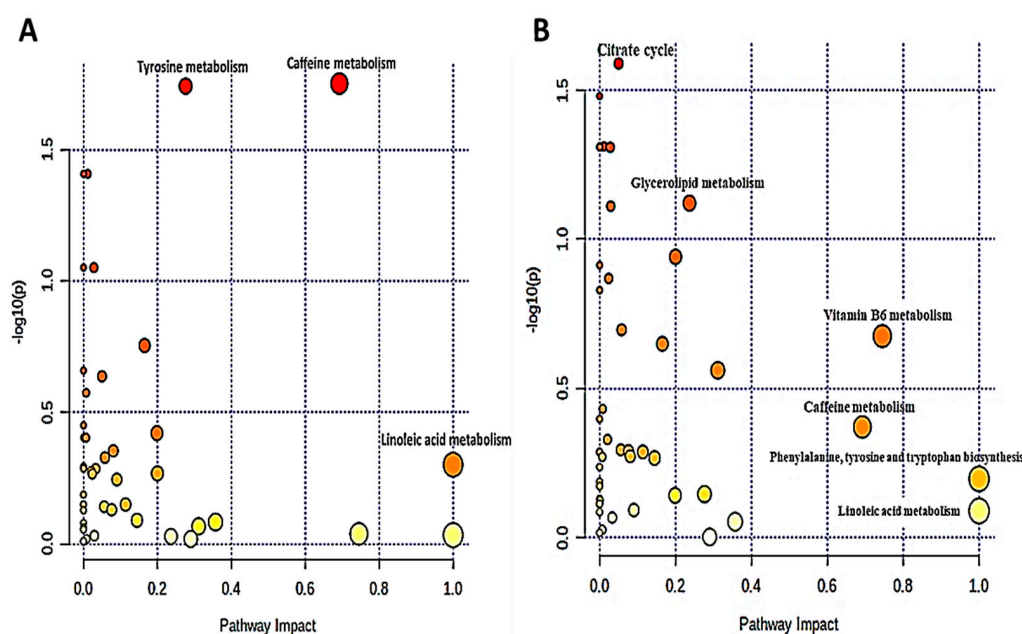 A
Tyrosine metabolism
Caffeine metabolism
Linoleic acid metabolism
-log10(p)
1.5
1.0
0.5
0.0
0.0 0.2 0.4 0.6 0.8 1.0
Pathway Impact
B
Citrate cycle
Glycerolipid metabolism
Vitamin B6 metabolism
Caffeine metabolism
Phenylalanine, tyrosine and tryptophan biosynthesis
Linoleic acid metabolism
-log10(p)
1.5
1.0
0.5
0.0
0.0 0.2 0.4 0.6 0.8 1.0
Pathway Impact